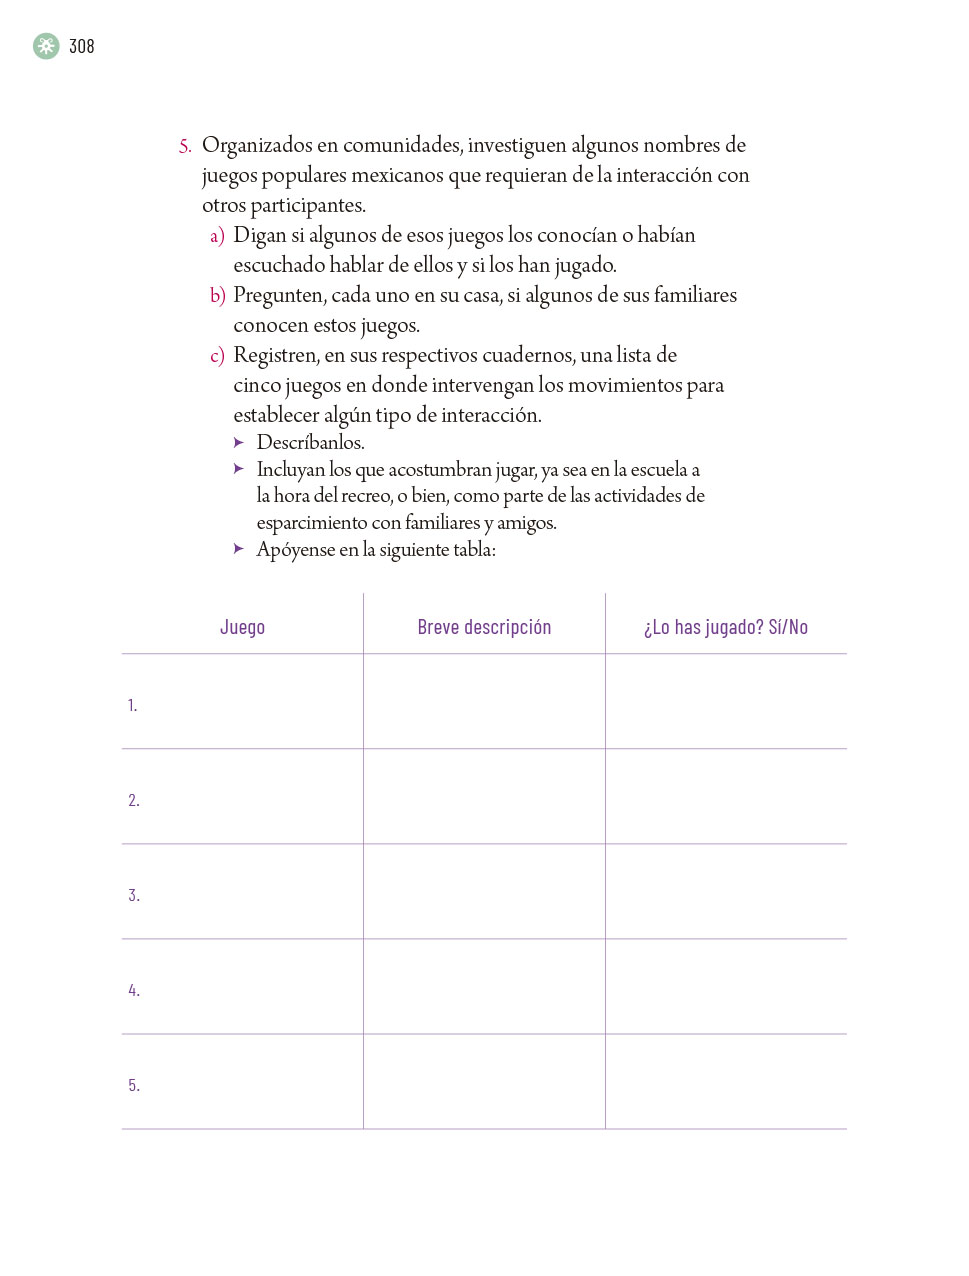 308
5. Organizados en comunidades, investiguen algunos nombres de
juegos populares mexicanos que requieran de la interacción con
otros participantes.
a) Digan si algunos de esos juegos los conocían o habían
escuchado hablar de ellos y si los han jugado.
b) Pregunten, cada uno en su casa, si algunos de sus familiares
conocen estos juegos.
c) Registren, en sus respectivos cuadernos, una lista de
cinco juegos en donde intervengan los movimientos para
establecer algún tipo de interacción.
➤ Descríbanlos.
➤ Incluyan los que acostumbran jugar, ya sea en la escuela a
la hora del recreo, o bien, como parte de las actividades de
esparcimiento con familiares y amigos.
➤ Apóyense en la siguiente tabla:
Juego Breve descripción ¿Lo has jugado? Sí/No
1.
2.
3.
4.
5.